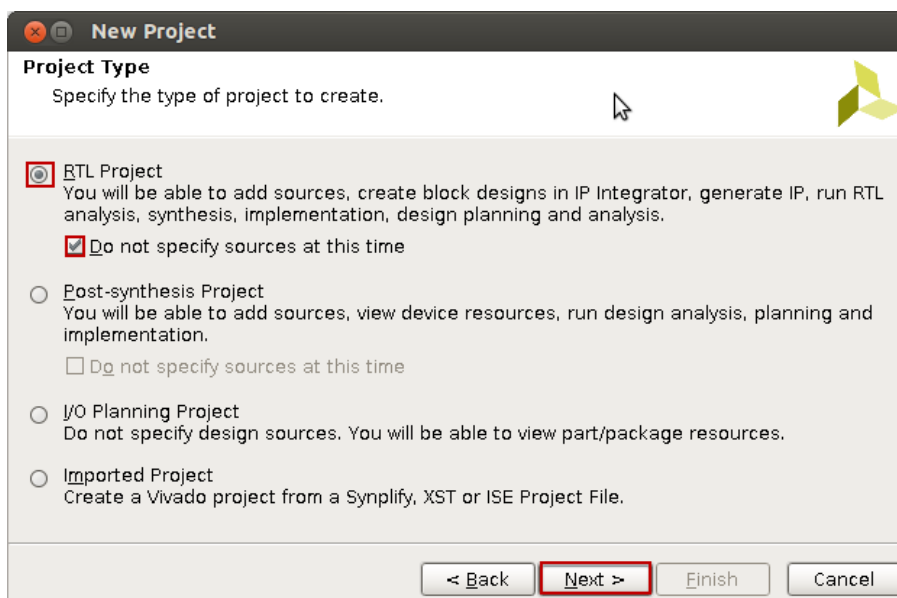 New Project
Project Type
Specify the type of project to create.
RTL Project
You will be able to add sources, create block designs in IP Integrator, generate IP, run RTL
analysis, synthesis, implementation, design planning and analysis.
Do not specify sources at this time
Post-synthesis Project
You will be able to add sources, view device resources, run design analysis, planning and
implementation.
Do not specify sources at this time
I/O Planning Project
Do not specify design sources. You will be able to view part/package resources.
Imported Project
Create a Vivado project from a Synplify, XST or ISE Project File.
< Back Next > Finish Cancel